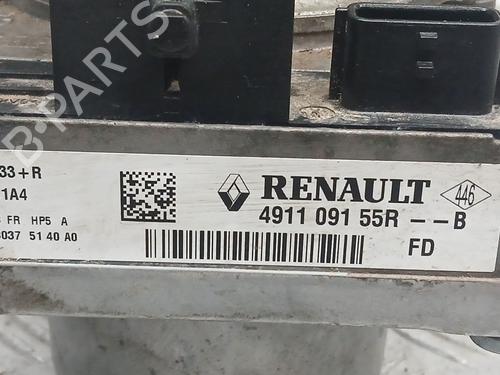 B-PARTS
33+R
1A4
FR HP5 A
037 51 40 A0
RENAULT
4911 091 55R --B
FD
446